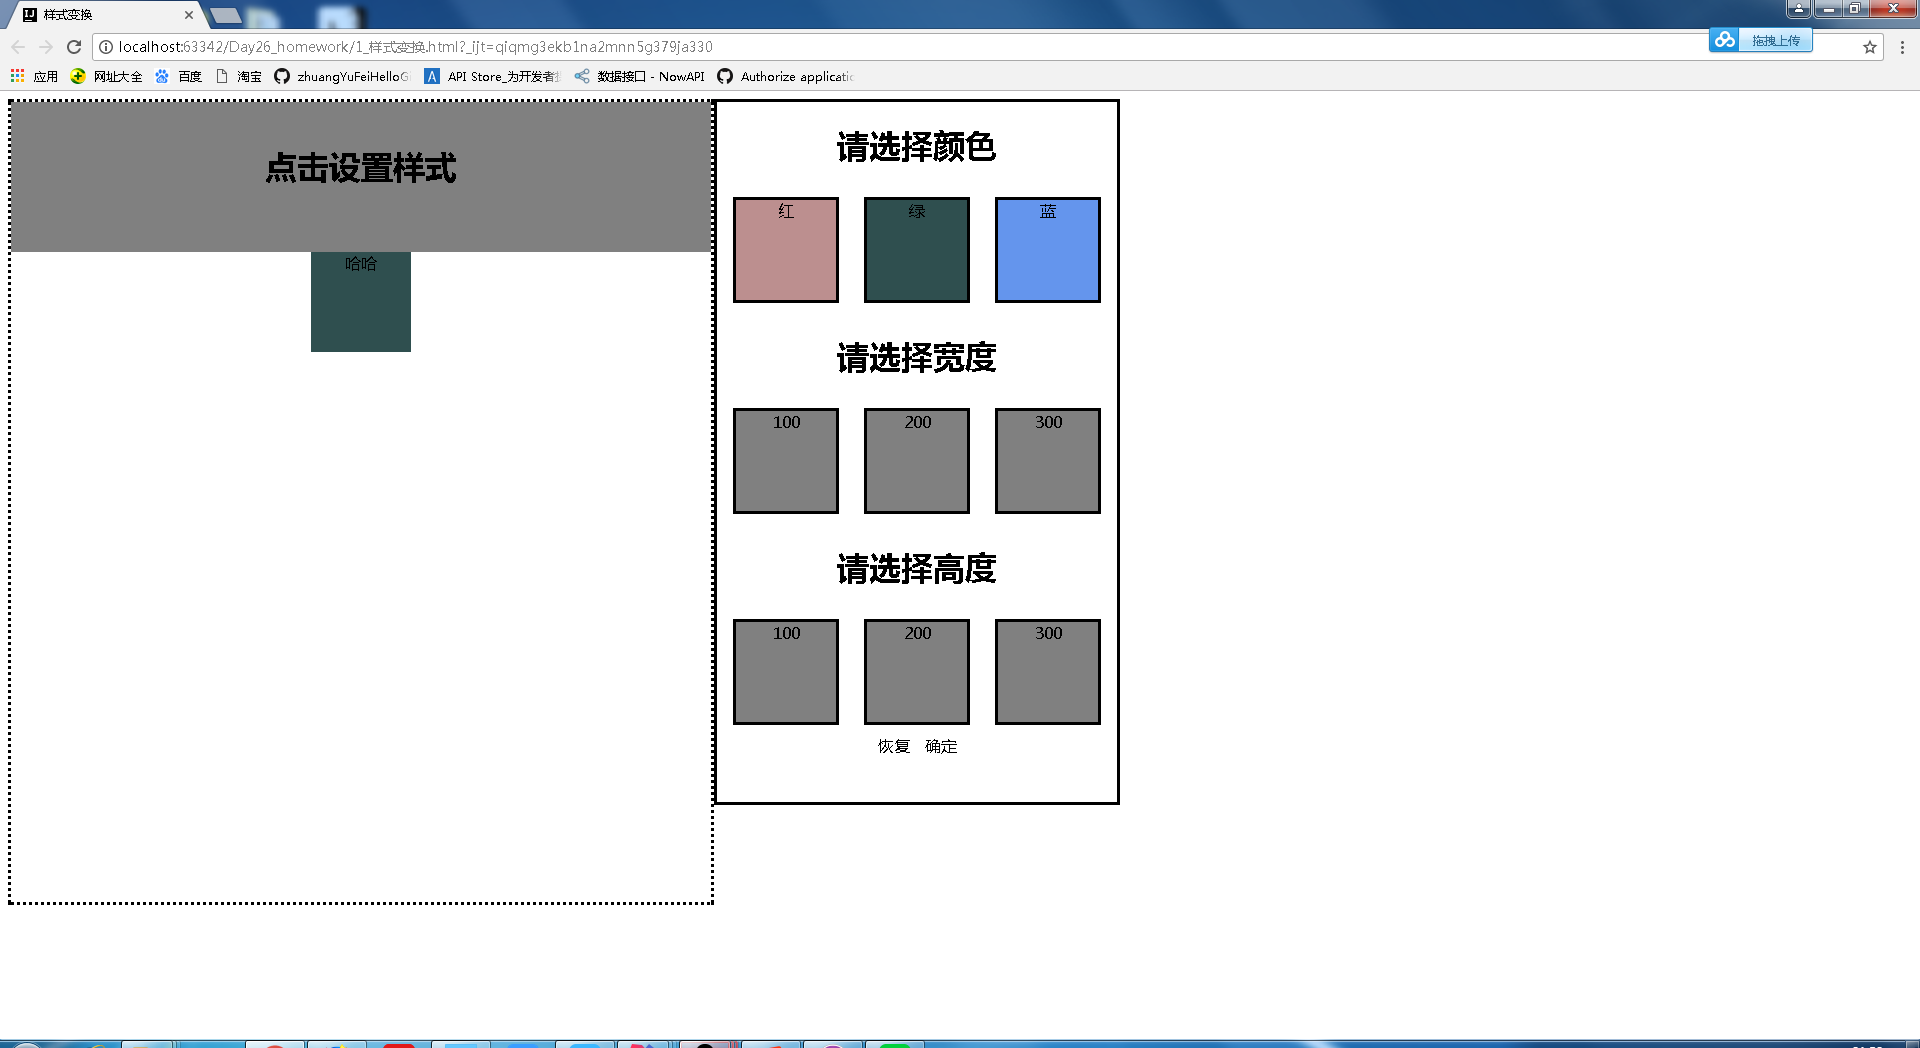 样式变换
localhost:63342/Day26_homework/1_样式变换.html?_ijt=qiqmg3ekb1na2mnn5g379ja330
拖拽上传
应用 网址大全 百度 淘宝 zhuangYuFeiHelloG API Store_为开发者 数据接口 - NowAPI Authorize applicatio
点击设置样式
哈哈
请选择颜色
红 绿 蓝
请选择宽度
100 200 300
请选择高度
100 200 300
恢复 确定